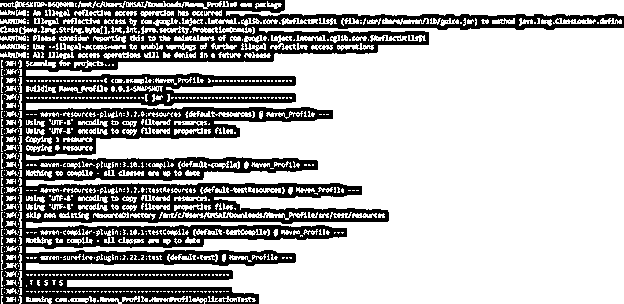 root@DESKTOP-BSQ0NHB:/mnt/c/Users/OMSAI/Downloads/Maven_Profile# mvn package
WARNING: An illegal reflective access operation has occurred
WARNING: Illegal reflective access by com.google.inject.internal.cglib.core.$ReflectUtils$1 (file:/usr/share/maven/lib/guice.jar) to method java.lang.ClassLoader.define
Class(java.lang.String,byte[],int,int,java.security.ProtectionDomain)
WARNING: Please consider reporting this to the maintainers of com.google.inject.internal.cglib.core.$ReflectUtils$1
WARNING: Use --illegal-access=warn to enable warnings of further illegal reflective access operations
WARNING: All illegal access operations will be denied in a future release
[INFO] Scanning for projects...
[INFO]
[INFO] ---------------------< com.example:Maven_Profile >----------------------
[INFO] Building Maven_Profile 0.0.1-SNAPSHOT
[INFO] --------------------------------[ jar ]---------------------------------
[INFO]
[INFO] --- maven-resources-plugin:3.2.0:resources (default-resources) @ Maven_Profile ---
[INFO] Using 'UTF-8' encoding to copy filtered resources.
[INFO] Using 'UTF-8' encoding to copy filtered properties files.
[INFO] Copying 1 resource
[INFO] Copying 0 resource
[INFO]
[INFO] --- maven-compiler-plugin:3.10.1:compile (default-compile) @ Maven_Profile ---
[INFO] Nothing to compile - all classes are up to date
[INFO]
[INFO] --- maven-resources-plugin:3.2.0:testResources (default-testResources) @ Maven_Profile ---
[INFO] Using 'UTF-8' encoding to copy filtered resources.
[INFO] Using 'UTF-8' encoding to copy filtered properties files.
[INFO] skip non existing resourceDirectory /mnt/c/Users/OMSAI/Downloads/Maven_Profile/src/test/resources
[INFO]
[INFO] --- maven-compiler-plugin:3.10.1:testCompile (default-testCompile) @ Maven_Profile ---
[INFO] Nothing to compile - all classes are up to date
[INFO]
[INFO] --- maven-surefire-plugin:2.22.2:test (default-test) @ Maven_Profile ---
[INFO]
[INFO] -------------------------------------------------------
[INFO] T E S T S
[INFO] -------------------------------------------------------
[INFO] Running com.example.Maven_Profile.MavenProfileApplicationTests